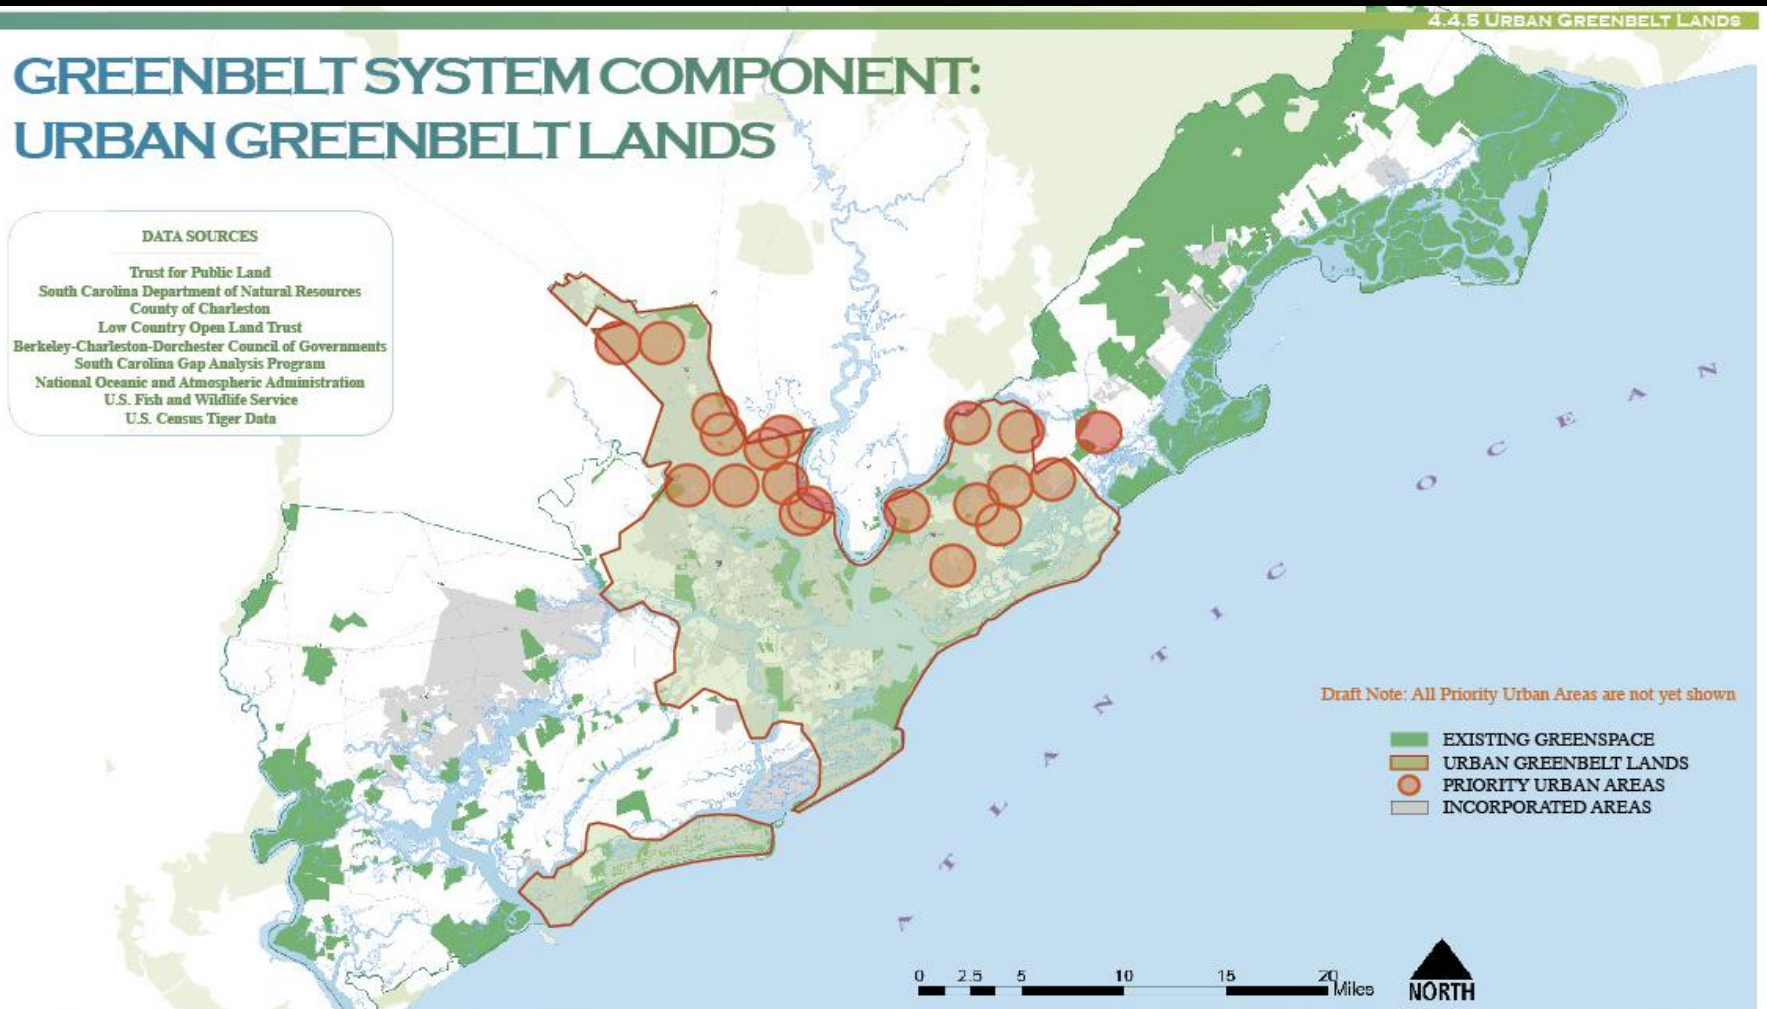 4.4.5 URBAN GREENBELT LANDS
GREENBELT SYSTEM COMPONENT:
URBAN GREENBELT LANDS
DATA SOURCES
Trust for Public Land
South Carolina Department of Natural Resources
County of Charleston
Low Country Open Land Trust
Berkeley-Charleston-Dorchester Council of Governments
South Carolina Gap Analysis Program
National Oceanic and Atmospheric Administration
U.S. Fish and Wildlife Service
U.S. Census Tiger Data
ATLANTIC OCEAN
Draft Note: All Priority Urban Areas are not yet shown
EXISTING GREENSPACE
URBAN GREENBELT LANDS
PRIORITY URBAN AREAS
INCORPORATED AREAS
0 2.5 5 10 15 20
Miles
NORTH